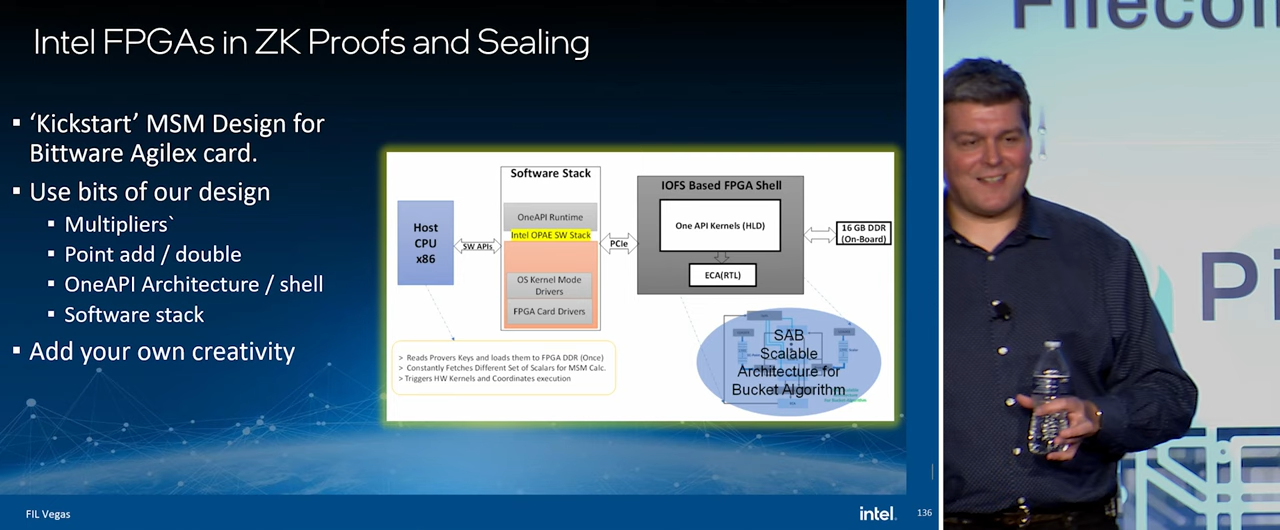 Intel FPGAs in ZK Proofs and Sealing
▪ ‘Kickstart’ MSM Design for
Bittware Agilex card.
▪ Use bits of our design
▪ Multipliers`
▪ Point add / double
▪ OneAPI Architecture / shell
▪ Software stack
▪ Add your own creativity
Host
CPU
x86
SW APIs
Software Stack
OneAPI Runtime
Intel OPAE SW Stack
OS Kernel Mode
Drivers
FPGA Card Drivers
PCIe
IOFS Based FPGA Shell
One API Kernels (HLD)
ECA(RTL)
16 GB DDR
(On-Board)
> Reads Provers Keys and loads them to FPGA DDR (Once)
> Constantly Fetches Different Set of Scalars for MSM Calc.
> Triggers HW Kernels and Coordinates execution
SAB
Scalable
Architecture for
Bucket Algorithm
FIL Vegas
intel.
136
Filecoin
Pi